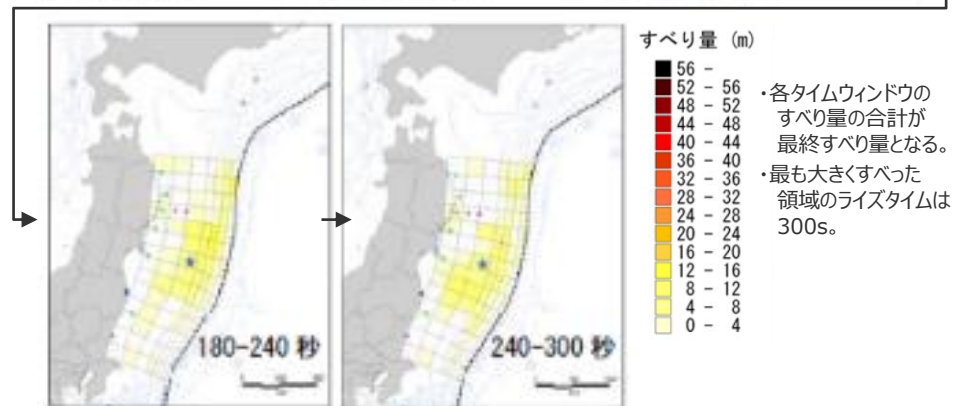 すべり量 (m)
56 -
52 - 56
48 - 52
44 - 48
40 - 44
36 - 40
32 - 36
28 - 32
24 - 28
20 - 24
16 - 20
12 - 16
8 - 12
4 - 8
0 - 4
・各タイムウィンドウの
すべり量の合計が
最終すべり量となる。
・最も大きくすべった
領域のライズタイムは
300s。
180-240 秒
240-300 秒